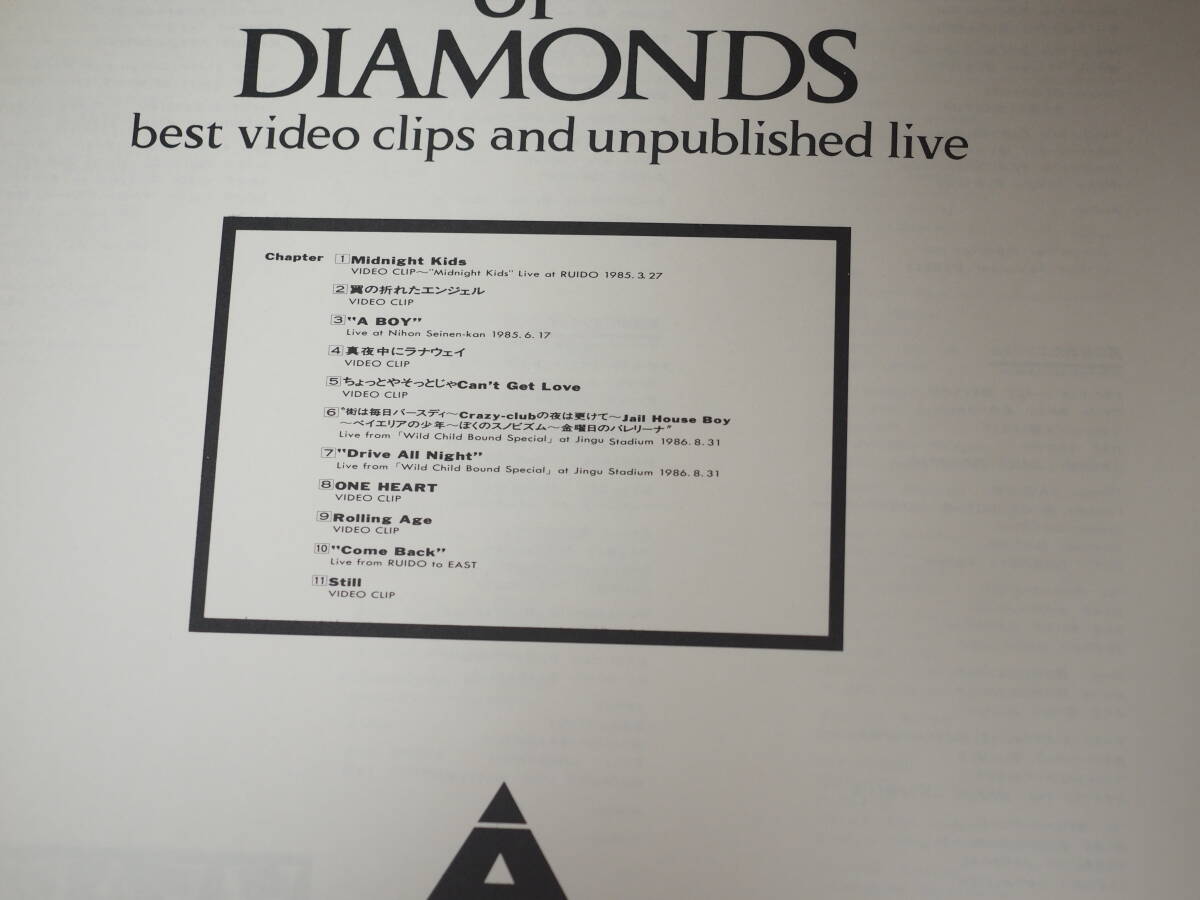 of
DIAMONDS
best video clips and unpublished live
Chapter 1 Midnight Kids
VIDEO CLIP〜"Midnight Kids" Live at RUIDO 1985.3.27
2 翼の折れたエンジェル
VIDEO CLIP
3 "A BOY"
Live at Nihon Seinen-kan 1985.6.17
4 真夜中にラナウェイ
VIDEO CLIP
5 ちょっとやそっとじゃCan't Get Love
VIDEO CLIP
6 "街は毎日バースディ〜Crazy-clubの夜は更けて〜Jail House Boy
〜ベイエリアの少年〜ぼくのスノビズム〜金曜日のバレリーナ"
Live from「Wild Child Bound Special」at Jingu Stadium 1986.8.31
7 "Drive All Night"
Live from「Wild Child Bound Special」at Jingu Stadium 1986.8.31
8 ONE HEART
VIDEO CLIP
9 Rolling Age
VIDEO CLIP
10 "Come Back"
Live from RUIDO to EAST
11 Still
VIDEO CLIP